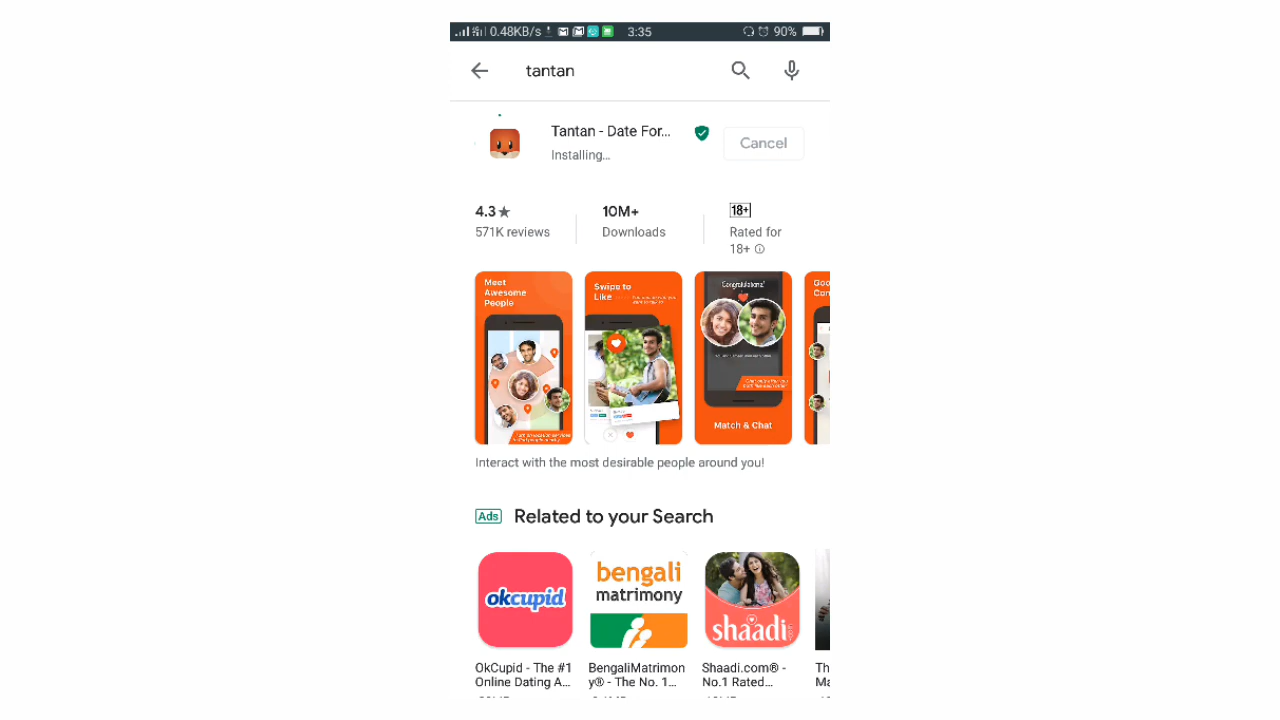 0.48KB/s 3:35 90%
tantan
Tantan - Date For...
Installing...
Cancel
4.3★
571K reviews
10M+
Downloads
18+
Rated for
18+
Meet
Awesome
People
Swipe to
Like
Congratulations!
Match & Chat
Interact with the most desirable people around you!
Ads
Related to your Search
okcupid
bengali
matrimony
shaadi
OkCupid - The #1
Online Dating A...
BengaliMatrimon
y® - The No. 1...
Shaadi.com® -
No.1 Rated...